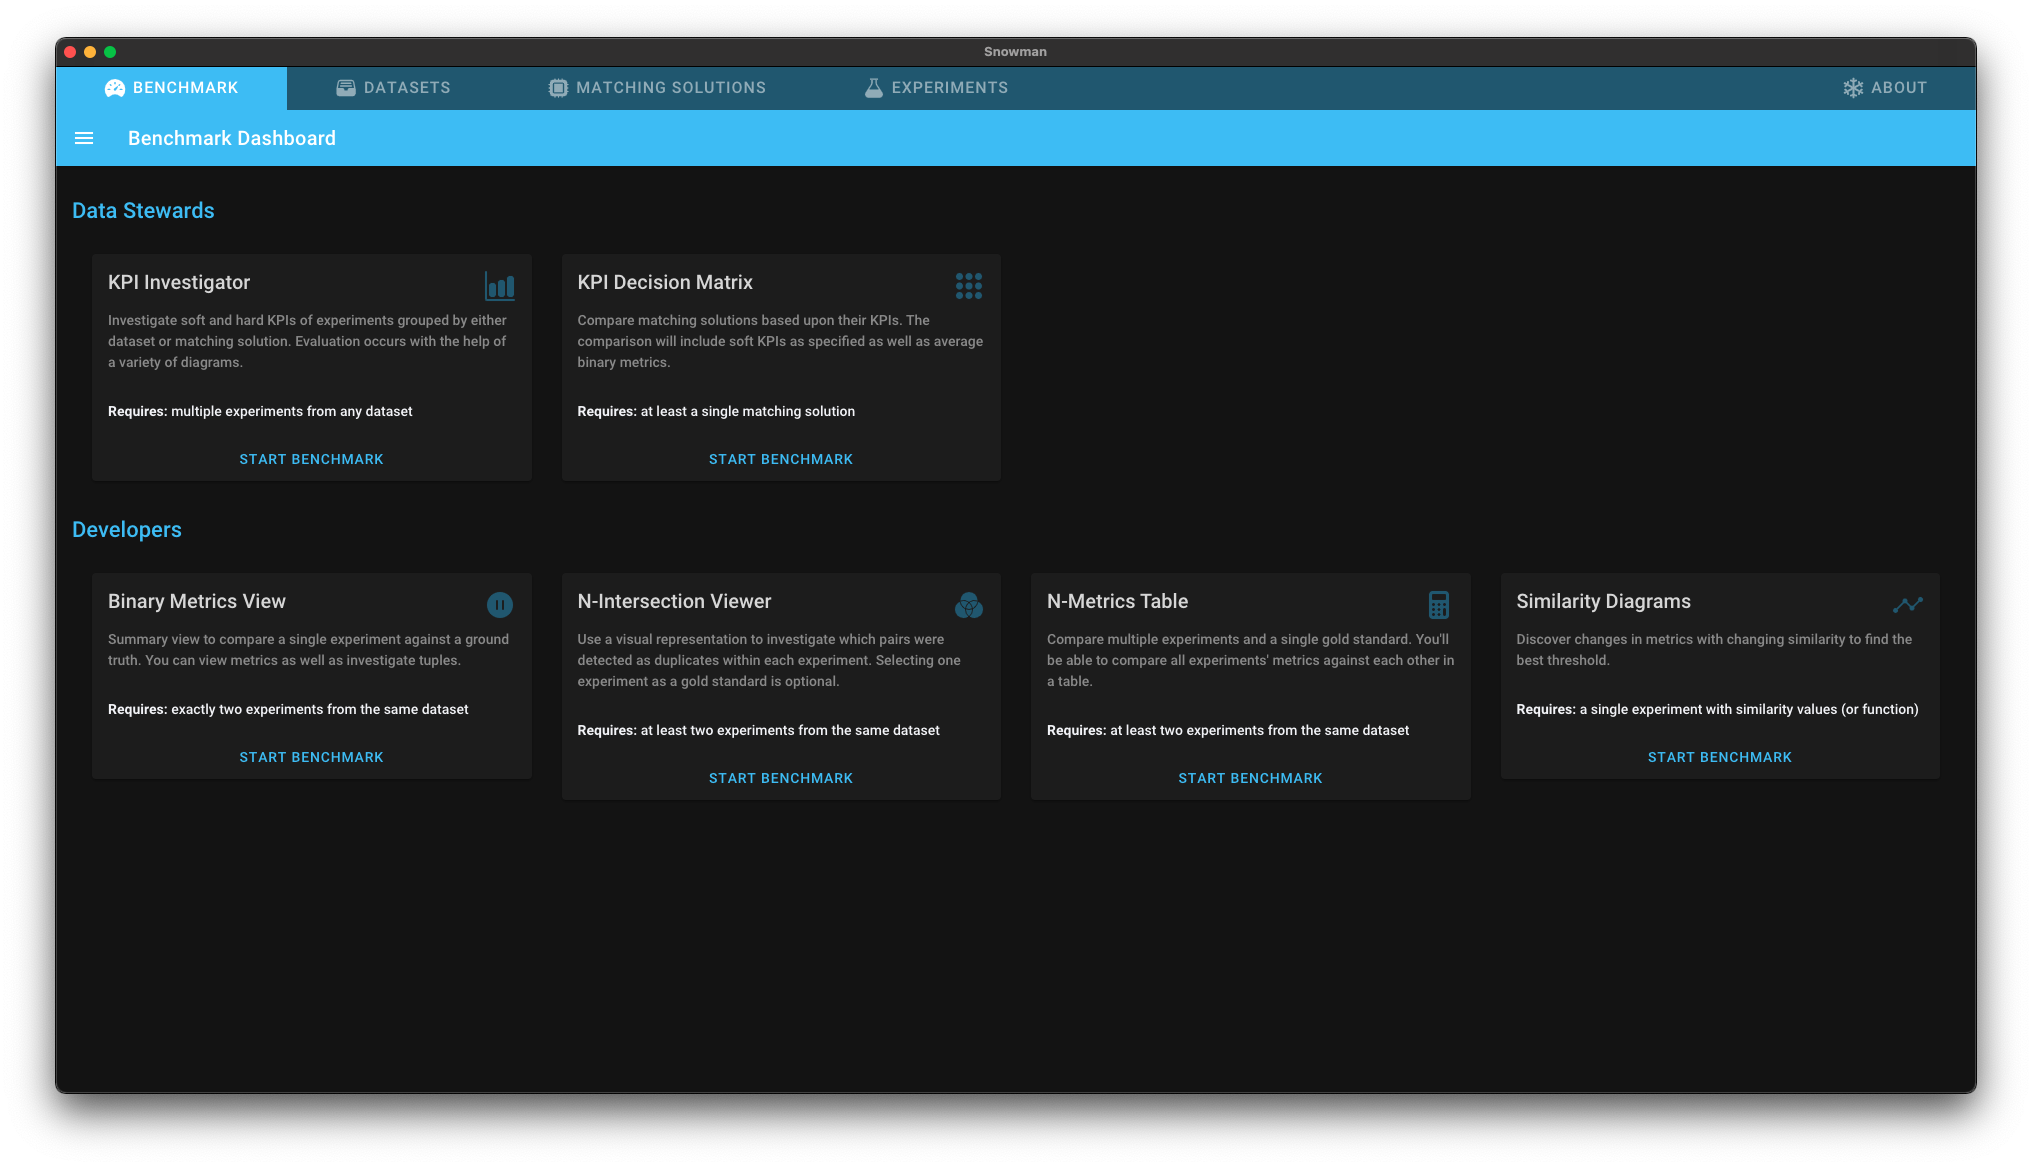 Snowman
BENCHMARK
DATASETS
MATCHING SOLUTIONS
EXPERIMENTS
ABOUT
Benchmark Dashboard
Data Stewards
KPI Investigator
Investigate soft and hard KPIs of experiments grouped by either
dataset or matching solution. Evaluation occurs with the help of
a variety of diagrams.
Requires: multiple experiments from any dataset
START BENCHMARK
KPI Decision Matrix
Compare matching solutions based upon their KPIs. The
comparison will include soft KPIs as specified as well as average
binary metrics.
Requires: at least a single matching solution
START BENCHMARK
Developers
Binary Metrics View
Summary view to compare a single experiment against a ground
truth. You can view metrics as well as investigate tuples.
Requires: exactly two experiments from the same dataset
START BENCHMARK
N-Intersection Viewer
Use a visual representation to investigate which pairs were
detected as duplicates within each experiment. Selecting one
experiment as a gold standard is optional.
Requires: at least two experiments from the same dataset
START BENCHMARK
N-Metrics Table
Compare multiple experiments and a single gold standard. You'll
be able to compare all experiments' metrics against each other in
a table.
Requires: at least two experiments from the same dataset
START BENCHMARK
Similarity Diagrams
Discover changes in metrics with changing similarity to find the
best threshold.
Requires: a single experiment with similarity values (or function)
START BENCHMARK